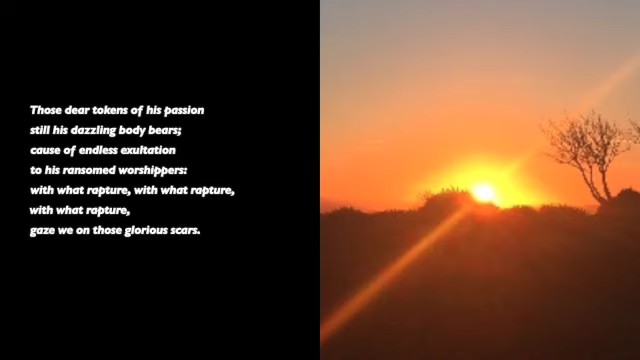 Those dear tokens of his passion
still his dazzling body bears;
cause of endless exultation
to his ransomed worshippers:
with what rapture, with what rapture,
with what rapture,
gaze we on those glorious scars.